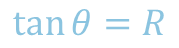 tan θ = R